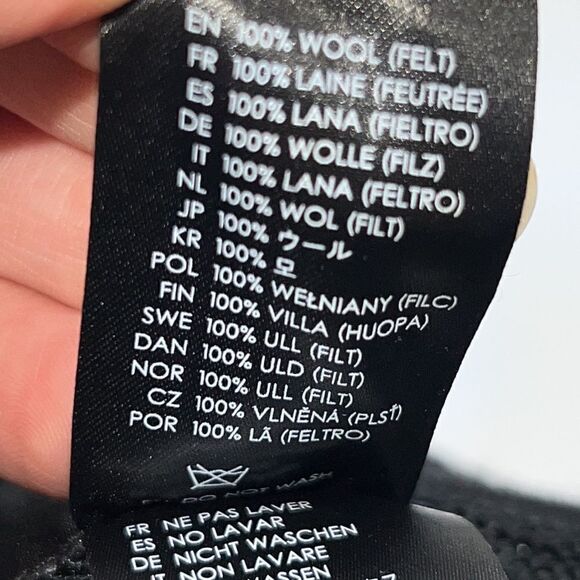 EN 100% WOOL (FELT)
FR 100% LAINE (FEUTRÉE)
ES 100% LANA (FIELTRO)
DE 100% WOLLE (FILZ)
IT 100% LANA (FELTRO)
NL 100% WOL (FILT)
JP 100% ウール
KR 100% 모
POL 100% WEŁNIANY (FILC)
FIN 100% VILLA (HUOPA)
SWE 100% ULL (FILT)
DAN 100% ULD (FILT)
NOR 100% ULL (FILT)
CZ 100% VLNĚNÁ (PLSŤ)
POR 100% LÃ (FELTRO)
DO NOT WASH
FR NE PAS LAVER
ES NO LAVAR
DE NICHT WASCHEN
IT NON LAVARE
WASSEN